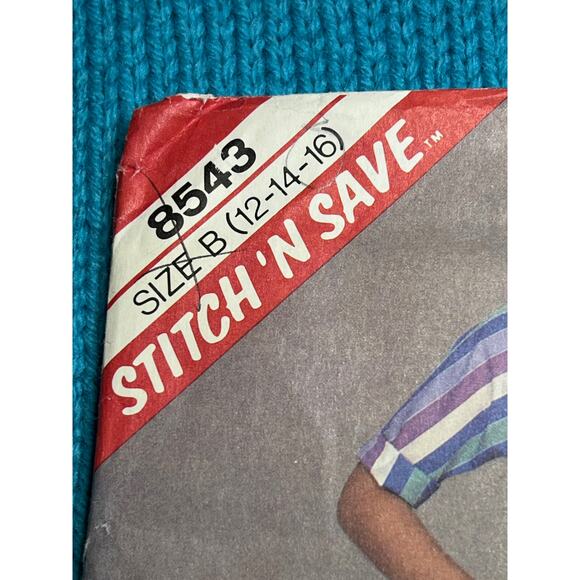 8543
SIZE B (12-14-16)
STITCH 'N SAVE™